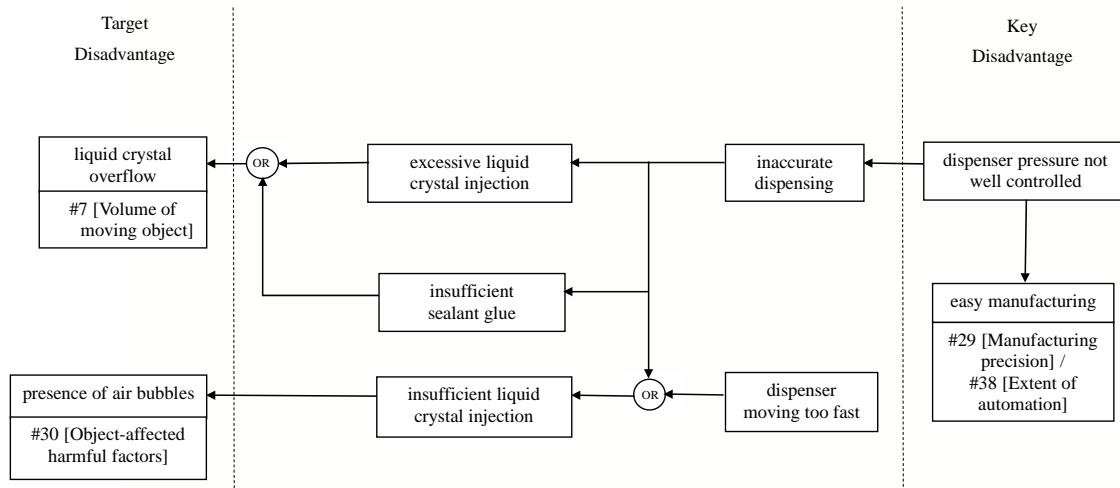 Target
Disadvantage
Key
Disadvantage
liquid crystal
overflow
#7 [Volume of
moving object]
OR
excessive liquid
crystal injection
inaccurate
dispensing
dispenser pressure not
well controlled
insufficient
sealant glue
easy manufacturing
#29 [Manufacturing
precision] /
#38 [Extent of
automation]
presence of air bubbles
#30 [Object-affected
harmful factors]
insufficient liquid
crystal injection
OR
dispenser
moving too fast